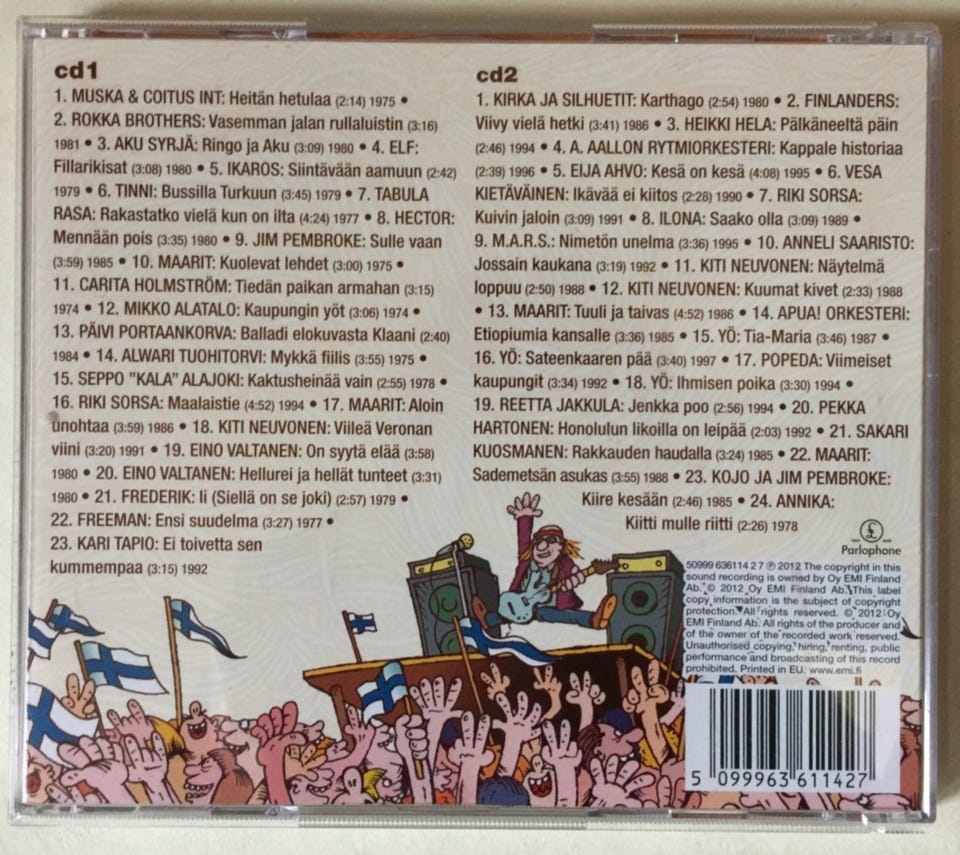 cd1
1. MUSKA & COITUS INT: Heitän hetulaa (2:14) 1975 •
2. ROKKA BROTHERS: Vasemman jalan rullaluistin (3:16)
1981 • 3. AKU SYRJÄ: Ringo ja Aku (3:09) 1980 • 4. ELF:
Fillarikisat (3:08) 1980 • 5. IKAROS: Siintävään aamuun (2:42)
1979 • 6. TINNI: Bussilla Turkuun (3:45) 1979 • 7. TABULA
RASA: Rakastatko vielä kun on ilta (4:24) 1977 • 8. HECTOR:
Mennään pois (3:35) 1980 • 9. JIM PEMBROKE: Sulle vaan
(3:59) 1985 • 10. MAARIT: Kuolevat lehdet (3:00) 1975 •
11. CARITA HOLMSTRÖM: Tiedän paikan armahan (3:15)
1974 • 12. MIKKO ALATALO: Kaupungin yöt (3:06) 1974 •
13. PÄIVI PORTAANKORVA: Balladi elokuvasta Klaani (2:40)
1984 • 14. ALWARI TUOHITORVI: Mykkä fiilis (3:55) 1975 •
15. SEPPO "KALA" ALAJOKI: Kaktusheinää vain (2:55) 1978 •
16. RIKI SORSA: Maalaistie (4:52) 1994 • 17. MAARIT: Aloin
unohtaa (3:59) 1986 • 18. KITI NEUVONEN: Viileä Veronan
viini (3:20) 1991 • 19. EINO VALTANEN: On syytä elää (3:58)
1980 • 20. EINO VALTANEN: Hellurei ja hellät tunteet (3:31)
1980 • 21. FREDERIK: Ii (Siellä on se joki) (2:57) 1979 •
22. FREEMAN: Ensi suudelma (3:27) 1977 •
23. KARI TAPIO: Ei toivetta sen
kummempaa (3:15) 1992
cd2
1. KIRKA JA SILHUETIT: Karthago (2:54) 1980 • 2. FINLANDERS:
Viivy vielä hetki (3:41) 1986 • 3. HEIKKI HELA: Pälkäneeltä päin
(2:46) 1994 • 4. A. AALLON RYTMIORKESTERI: Kappale historiaa
(2:39) 1996 • 5. EIJA AHVO: Kesä on kesä (4:08) 1995 • 6. VESA
KIETÄVÄINEN: Ikävää ei kiitos (2:28) 1990 • 7. RIKI SORSA:
Kuivin jaloin (3:09) 1991 • 8. ILONA: Saako olla (3:09) 1989 •
9. M.A.R.S.: Nimetön unelma (3:36) 1995 • 10. ANNELI SAARISTO:
Jossain kaukana (3:19) 1992 • 11. KITI NEUVONEN: Näytelmä
loppuu (2:50) 1988 • 12. KITI NEUVONEN: Kuumat kivet (2:33) 1988
• 13. MAARIT: Tuuli ja taivas (4:52) 1986 • 14. APUA! ORKESTERI:
Etiopiumia kansalle (3:36) 1985 • 15. YÖ: Tia-Maria (3:46) 1987 •
16. YÖ: Sateenkaaren pää (3:40) 1997 • 17. POPEDA: Viimeiset
kaupungit (3:34) 1992 • 18. YÖ: Ihmisen poika (3:30) 1994 •
19. REETTA JAKKULA: Jenkka poo (2:56) 1994 • 20. PEKKA
HARTONEN: Honolulun likoilla on leipää (2:03) 1992 • 21. SAKARI
KUOSMANEN: Rakkauden haudalla (3:24) 1985 • 22. MAARIT:
Sademetsän asukas (3:55) 1988 • 23. KOJO JA JIM PEMBROKE:
Kiire kesään (2:46) 1985 • 24. ANNIKA:
Kiitti mulle riitti (2:26) 1978
£
Parlophone
50999 636114 2 7 ℗ 2012 The copyright in this
sound recording is owned by Oy EMI Finland
Ab. © 2012 Oy EMI Finland Ab. This label
copy information is the subject of copyright
protection. All rights reserved. © 2012 Oy
EMI Finland Ab. All rights of the producer and
of the owner of the recorded work reserved.
Unauthorised copying, hiring, renting, public
performance and broadcasting of this record
prohibited. Printed in EU. www.emi.fi
5 099963 611427